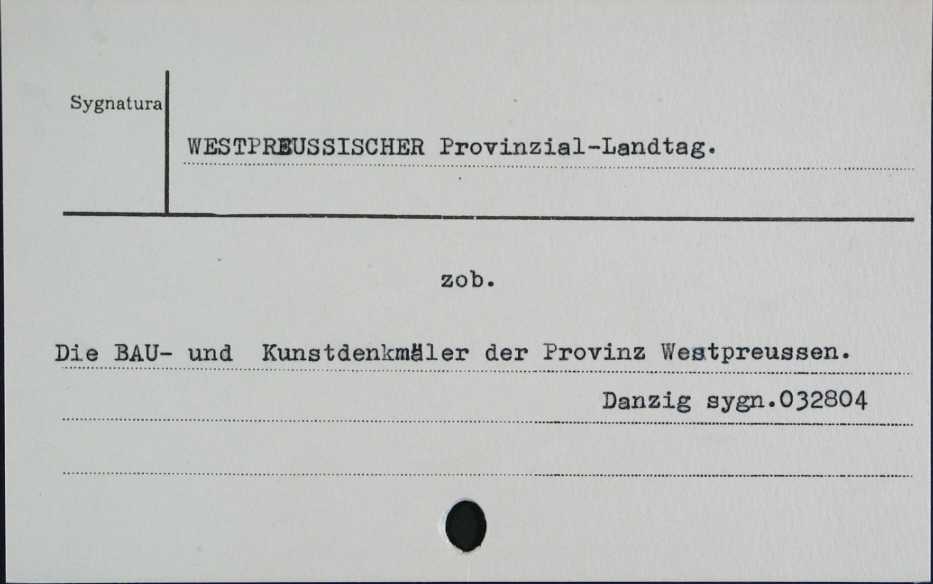 Sygnatura
WESTPREUSSISCHER Provinzial-Landtag.
zob.
Die BAU- und Kunstdenkmäler der Provinz Westpreussen.
Danzig sygn.032804